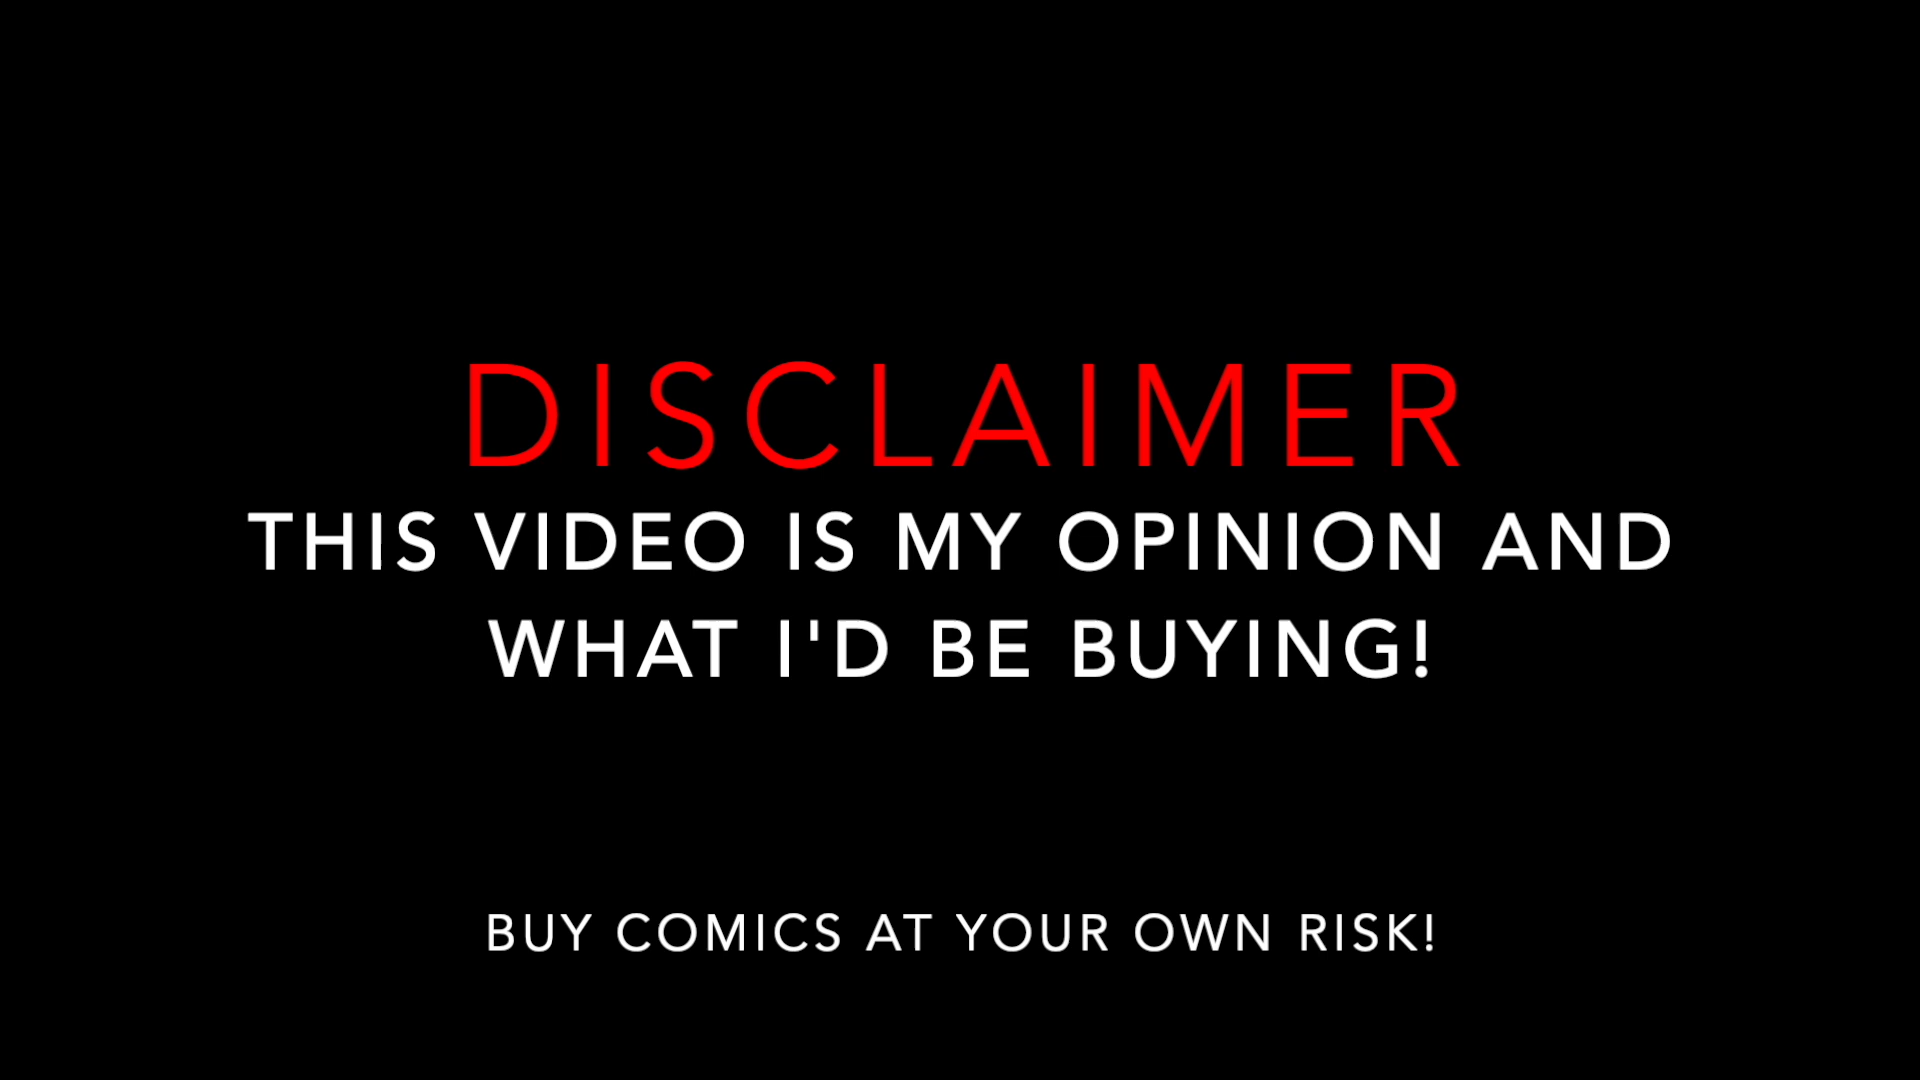 DISCLAIMER
THIS VIDEO IS MY OPINION AND
WHAT I'D BE BUYING!
BUY COMICS AT YOUR OWN RISK!